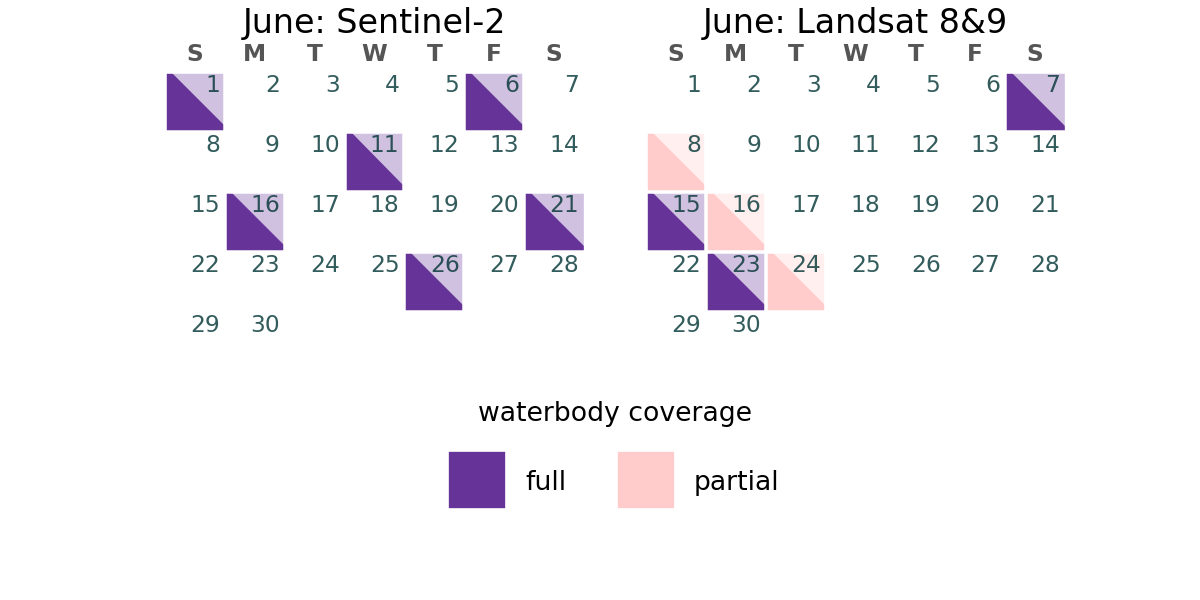 June: Sentinel-2
S M T W T F S
1 2 3 4 5 6 7
8 9 10 11 12 13 14
15 16 17 18 19 20 21
22 23 24 25 26 27 28
29 30
June: Landsat 8&9
S M T W T F S
1 2 3 4 5 6 7
8 9 10 11 12 13 14
15 16 17 18 19 20 21
22 23 24 25 26 27 28
29 30
waterbody coverage
full
partial